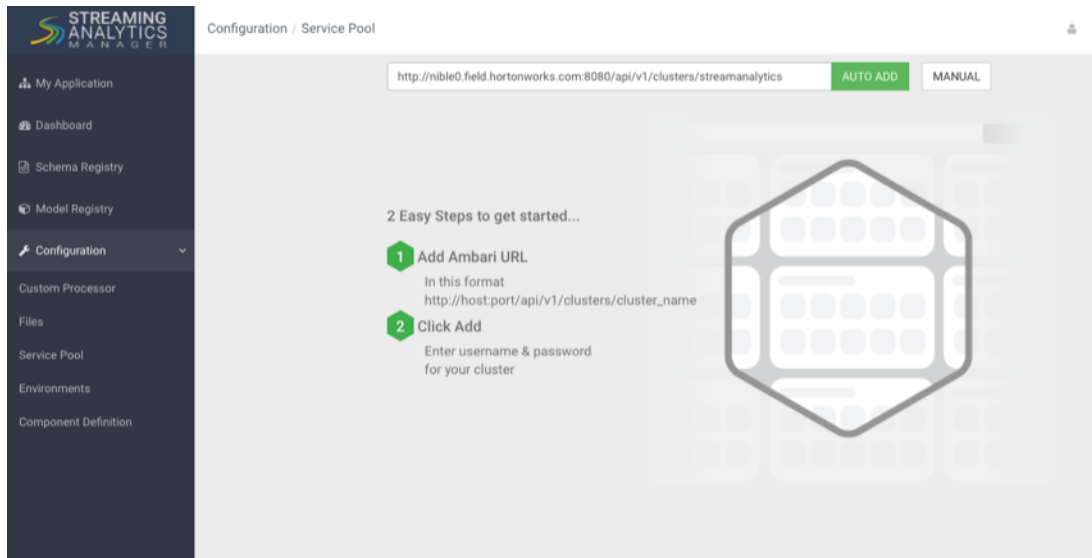 STREAMING
ANALYTICS
MANAGER
Configuration / Service Pool
My Application
Dashboard
Schema Registry
Model Registry
Configuration
Custom Processor
Files
Service Pool
Environments
Component Definition
http://nible0.field.hortonworks.com:8080/api/v1/clusters/streamanalytics
AUTO ADD
MANUAL
2 Easy Steps to get started...
1 Add Ambari URL
In this format
http://host:port/api/v1/clusters/cluster_name
2 Click Add
Enter username & password
for your cluster